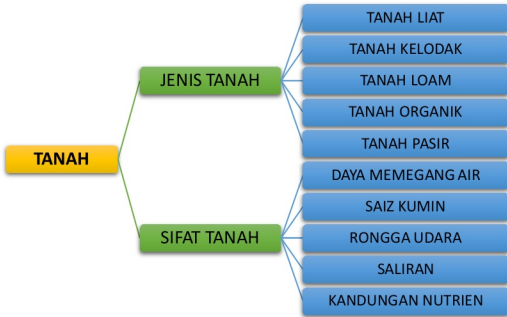 TANAH
JENIS TANAH
TANAH LIAT
TANAH KELODAK
TANAH LOAM
TANAH ORGANIK
TANAH PASIR
SIFAT TANAH
DAYA MEMEGANG AIR
SAIZ KUMIN
RONGGA UDARA
SALIRAN
KANDUNGAN NUTRIEN